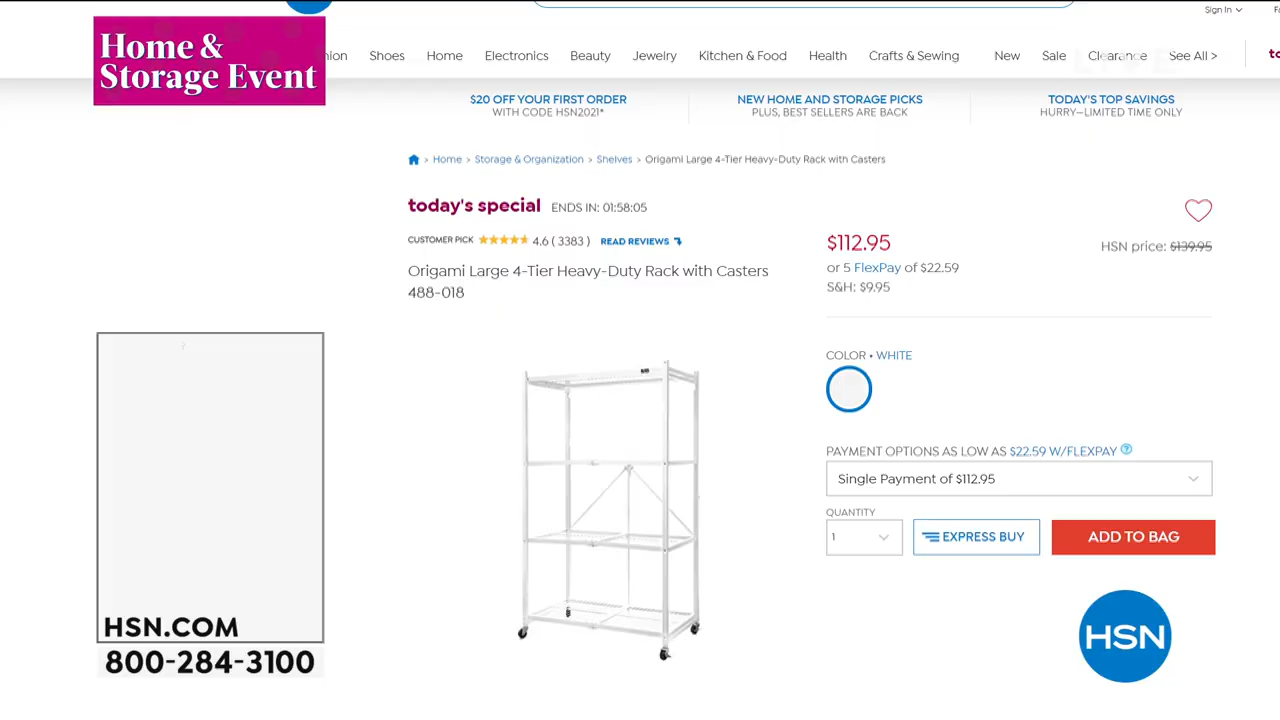 Sign In
Home &
Storage Event
Shoes
Home
Electronics
Beauty
Jewelry
Kitchen & Food
Health
Crafts & Sewing
New
Sale
Clearance
See All >
$20 OFF YOUR FIRST ORDER
WITH CODE HSN2021*
NEW HOME AND STORAGE PICKS
PLUS, BEST SELLERS ARE BACK
TODAY'S TOP SAVINGS
HURRY—LIMITED TIME ONLY
> Home > Storage & Organization > Shelves > Origami Large 4-Tier Heavy-Duty Rack with Casters
today's special ENDS IN: 01:58:05
CUSTOMER PICK 4.6 ( 3383 ) READ REVIEWS
Origami Large 4-Tier Heavy-Duty Rack with Casters
488-018
$112.95
HSN price: $139.95
or 5 FlexPay of $22.59
S&H: $9.95
COLOR • WHITE
PAYMENT OPTIONS AS LOW AS $22.59 W/FLEXPAY ?
Single Payment of $112.95
QUANTITY
1
EXPRESS BUY
ADD TO BAG
HSN.COM
800-284-3100
HSN